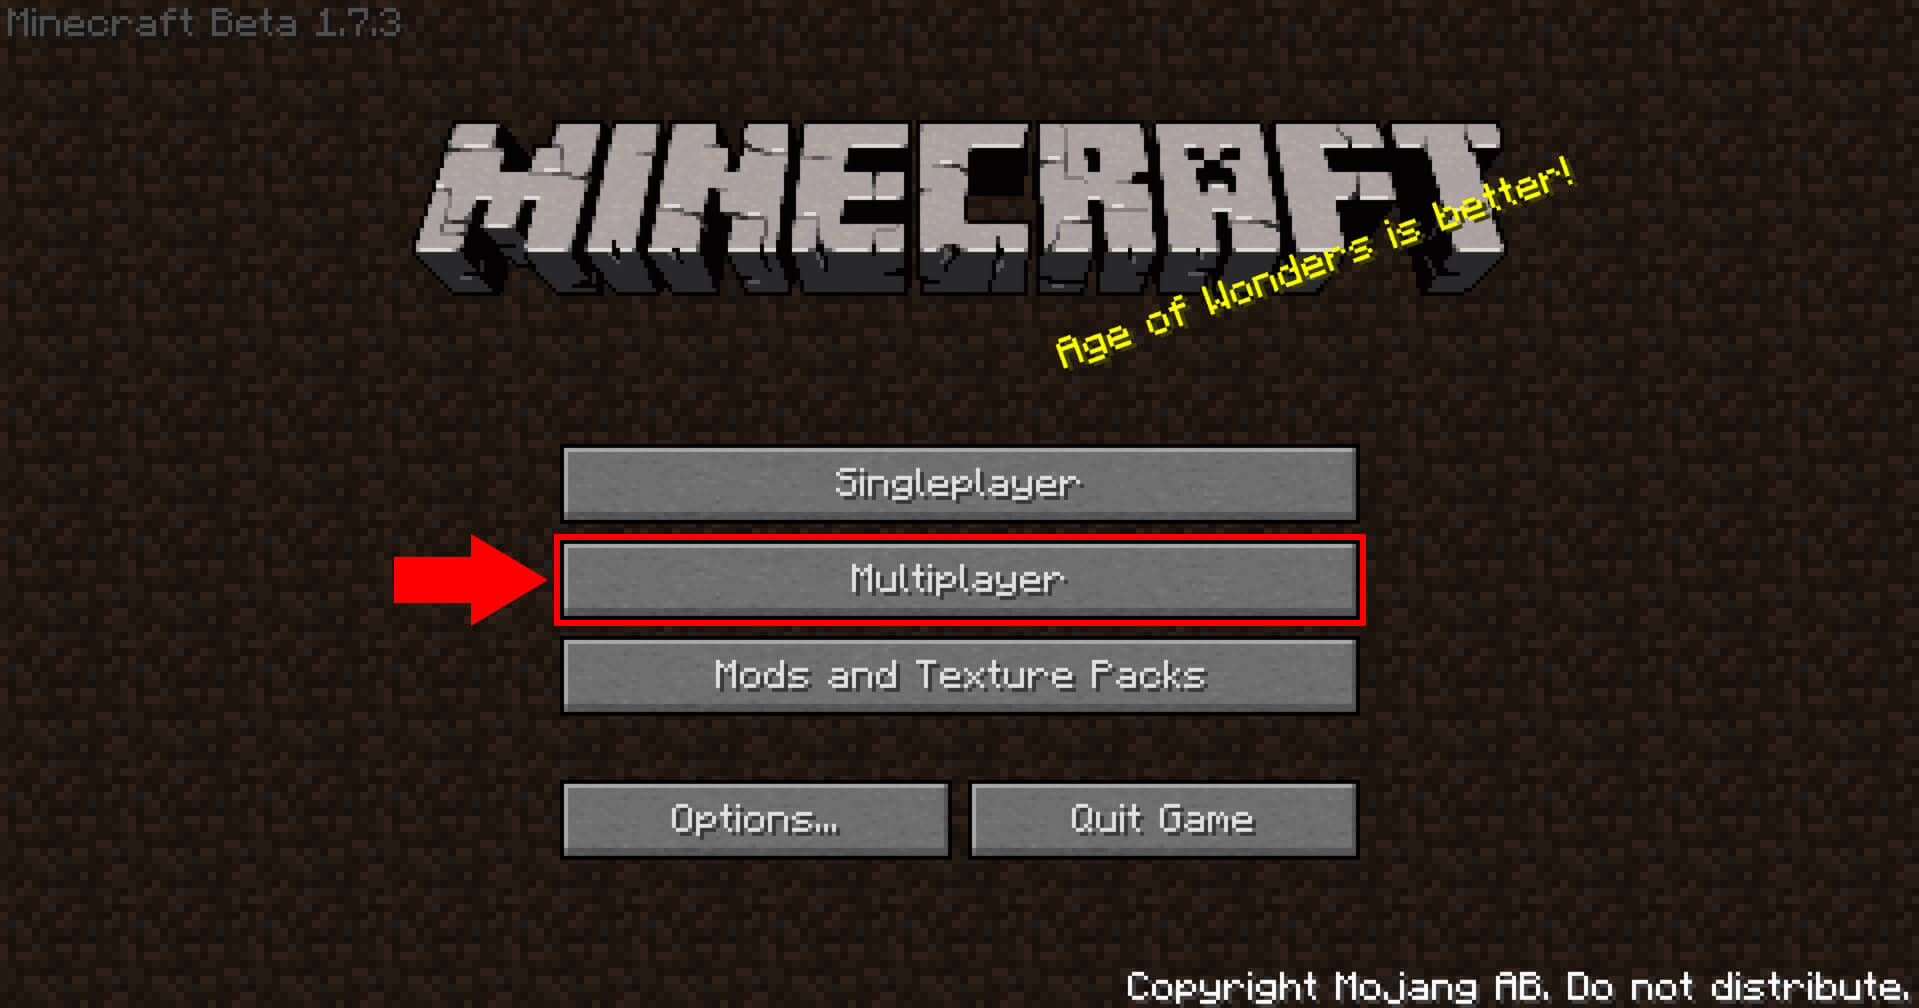 Minecraft Beta 1.7.3
MINECRAFT
Age of Wonders is better!
Singleplayer
Multiplayer
Mods and Texture Packs
Options...
Quit Game
Copyright Mojang AB. Do not distribute.